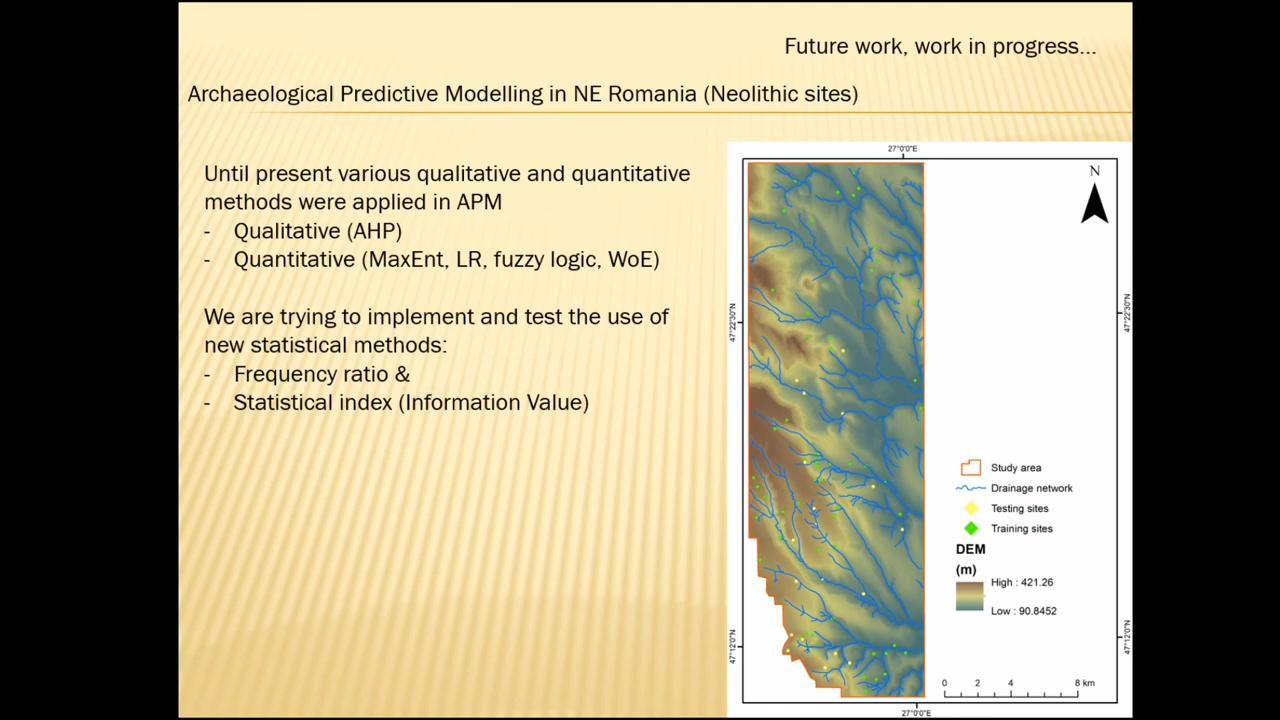 Future work, work in progress...
Archaeological Predictive Modelling in NE Romania (Neolithic sites)
Until present various qualitative and quantitative
methods were applied in APM
- Qualitative (AHP)
- Quantitative (MaxEnt, LR, fuzzy logic, WoE)
We are trying to implement and test the use of
new statistical methods:
- Frequency ratio &
- Statistical index (Information Value)
27°0'0"E
N
47°22'30"N
47°22'30"N
Study area
Drainage network
Testing sites
Training sites
DEM
(m)
High : 421.26
Low : 90.8452
47°12'0"N
47°12'0"N
0 2 4 8 km
27°0'0"E